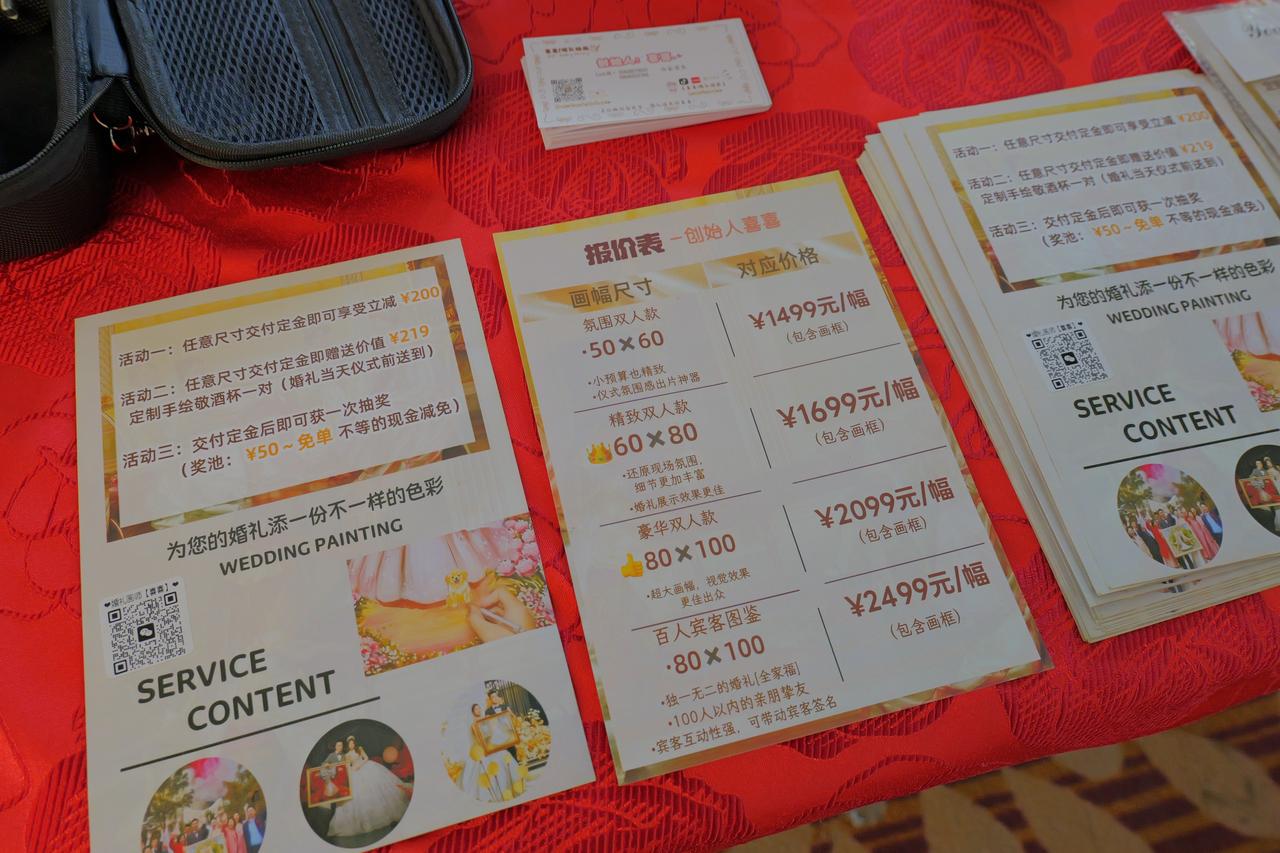 活动一：任意尺寸交付定金即可享受立减 ¥200
活动二：任意尺寸交付定金即赠送价值 ¥219
定制手绘敬酒杯一对（婚礼当天仪式前送到）
活动三：交付定金后即可获一次抽奖
（奖池：¥50～免单 不等的现金减免）
为您的婚礼添一份不一样的色彩
WEDDING PAINTING
❤婚礼画师【喜喜】❤
SERVICE
CONTENT
报价表 –创始人喜喜
画幅尺寸
对应价格
氛围双人款
·50✖60
·小预算也精致
·仪式氛围感出片神器
¥1499元/幅
(包含画框)
精致双人款
👑60✖80
·还原现场氛围，
细节更加丰富
·婚礼展示效果更佳
¥1699元/幅
(包含画框)
豪华双人款
👍80✖100
·超大画幅，视觉效果
更佳出众
¥2099元/幅
(包含画框)
百人宾客图鉴
·80✖100
·独一无二的婚礼[全家福]
·100人以内的亲朋挚友
·宾客互动性强，可带动宾客签名
¥2499元/幅
(包含画框)
活动一：任意尺寸交付定金即可享受立减 ¥200
活动二：任意尺寸交付定金即赠送价值 ¥219
定制手绘敬酒杯一对（婚礼当天仪式前送到）
活动三：交付定金后即可获一次抽奖
（奖池：¥50～免单 不等的现金减免）
为您的婚礼添一份不一样的色彩
WEDDING PAINTING
SERVICE
CONTENT
创始人：喜喜